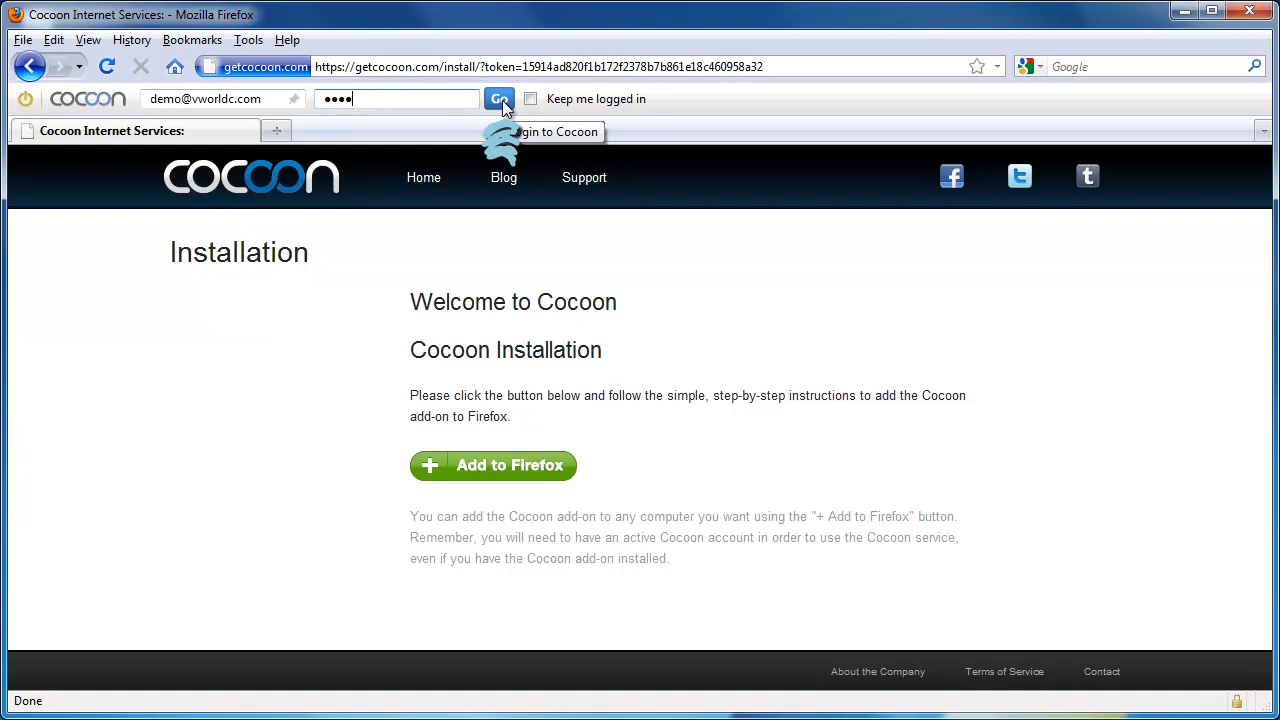 Cocoon Internet Services: - Mozilla Firefox
File Edit View History Bookmarks Tools Help
getcocoon.com https://getcocoon.com/install/?token=15914ad820f1b172f2378b7b861e18c460958a32 Google
cocoon demo@vworldc.com •••• Go Keep me logged in
Cocoon Internet Services:
to Cocoon
cocoon Home Blog Support f t t
Installation
Welcome to Cocoon
Cocoon Installation
Please click the button below and follow the simple, step-by-step instructions to add the Cocoon
add-on to Firefox.
+ Add to Firefox
You can add the Cocoon add-on to any computer you want using the "+ Add to Firefox" button.
Remember, you will need to have an active Cocoon account in order to use the Cocoon service,
even if you have the Cocoon add-on installed.
About the Company Terms of Service Contact
Done